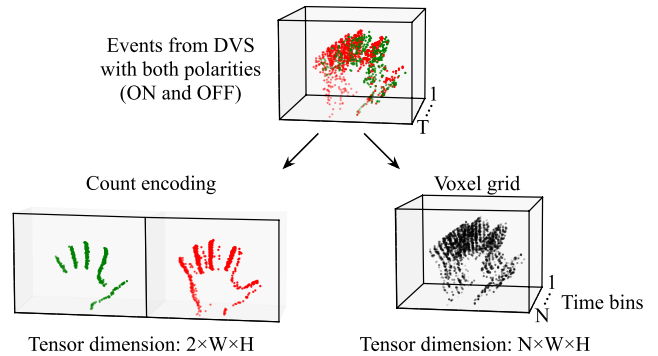 Events from DVS
with both polarities
(ON and OFF)
1
T
Count encoding
Voxel grid
1
N
Time bins
Tensor dimension: 2×W×H
Tensor dimension: N×W×H